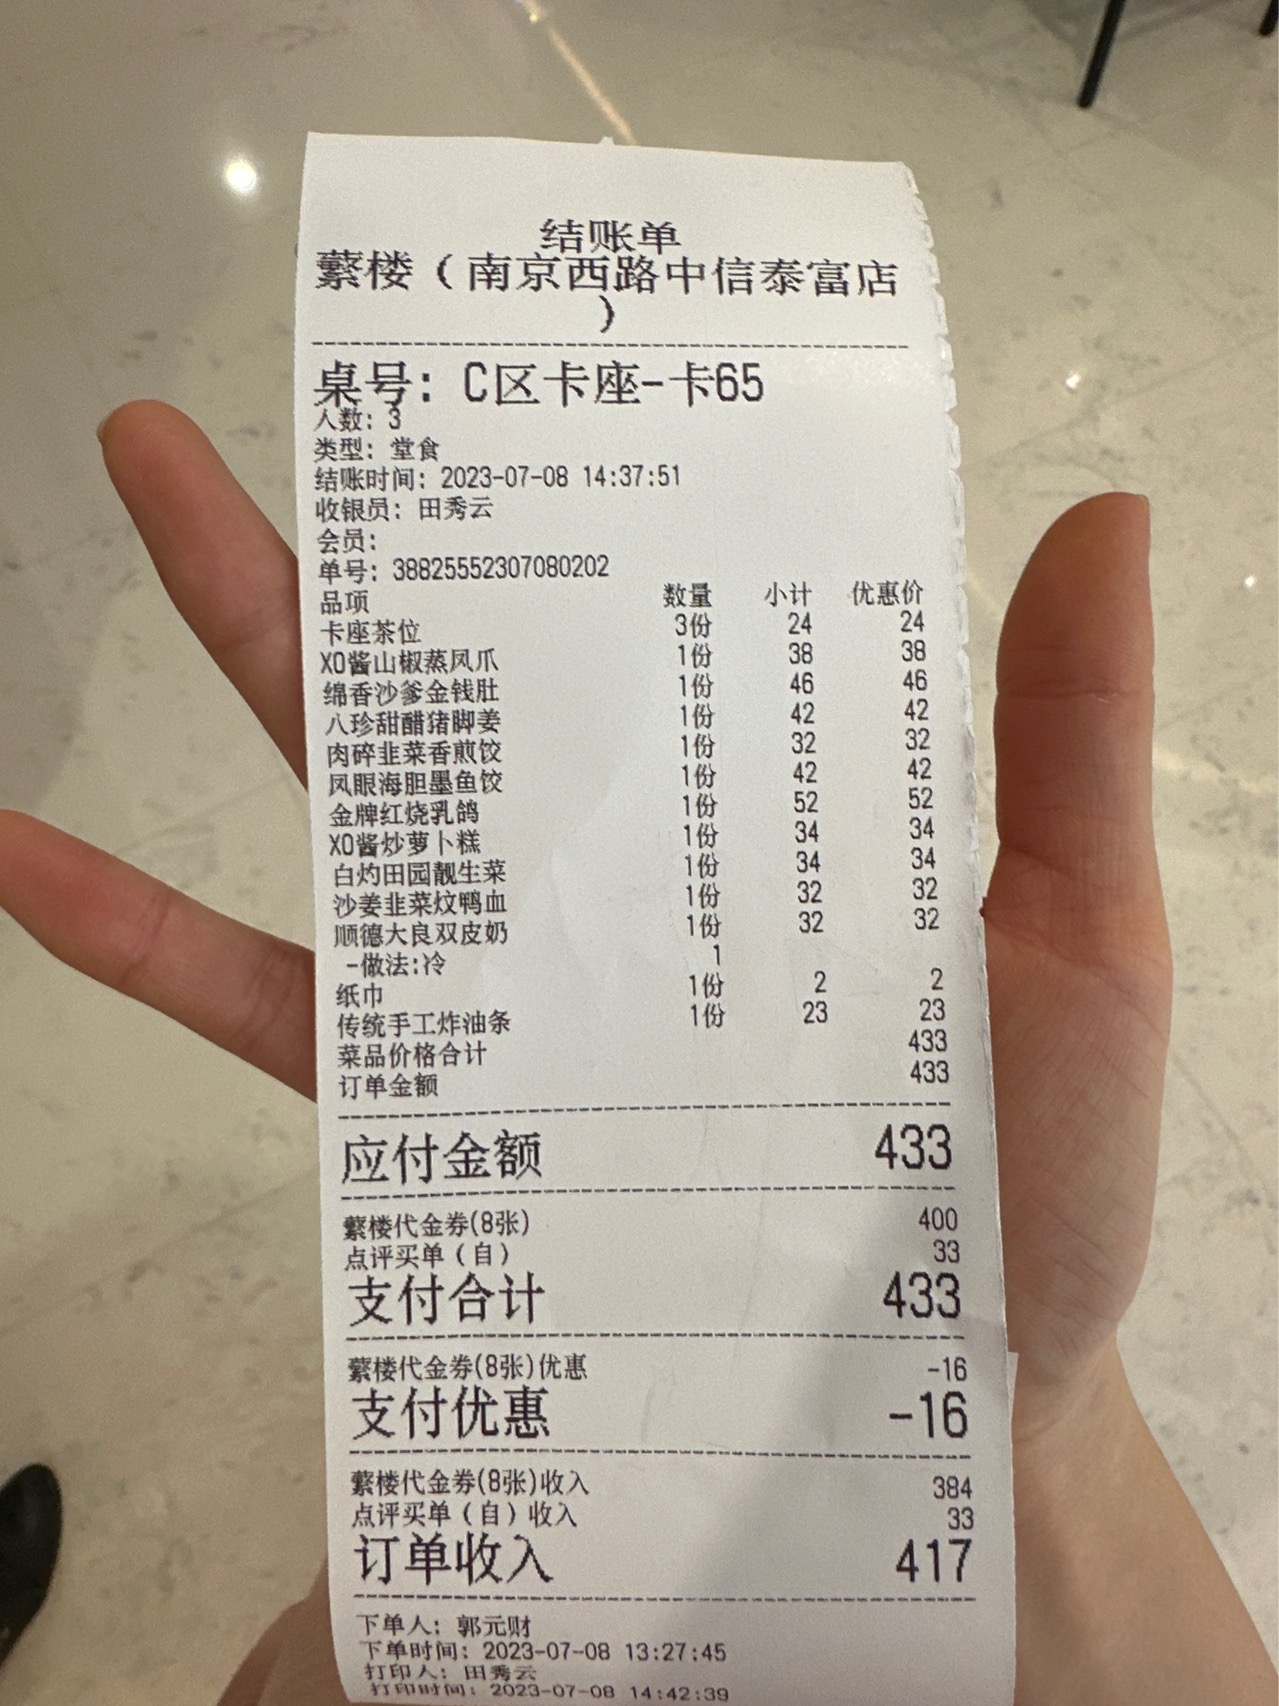 结账单
蘩楼（南京西路中信泰富店
）
桌号：C区卡座-卡65
人数：3
类型：堂食
结账时间：2023-07-08 14:37:51
收银员：田秀云
会员：
单号：38825552307080202
品项 数量 小计 优惠价
卡座茶位 3份 24 24
XO酱山椒蒸凤爪 1份 38 38
绵香沙爹金钱肚 1份 46 46
八珍甜醋猪脚姜 1份 42 42
肉碎韭菜香煎饺 1份 32 32
凤眼海胆墨鱼饺 1份 42 42
金牌红烧乳鸽 1份 52 52
XO酱炒萝卜糕 1份 34 34
白灼田园靓生菜 1份 34 34
沙姜韭菜炆鸭血 1份 32 32
顺德大良双皮奶 1份 32 32
-做法:冷 1
纸巾 1份 2 2
传统手工炸油条 1份 23 23
菜品价格合计 433
订单金额 433
应付金额 433
蘩楼代金券(8张) 400
点评买单（自） 33
支付合计 433
蘩楼代金券(8张)优惠 -16
支付优惠 -16
蘩楼代金券(8张)收入 384
点评买单（自）收入 33
订单收入 417
下单人：郭元财
下单时间：2023-07-08 13:27:45
打印人：田秀云
打印时间：2023-07-08 14:42:39